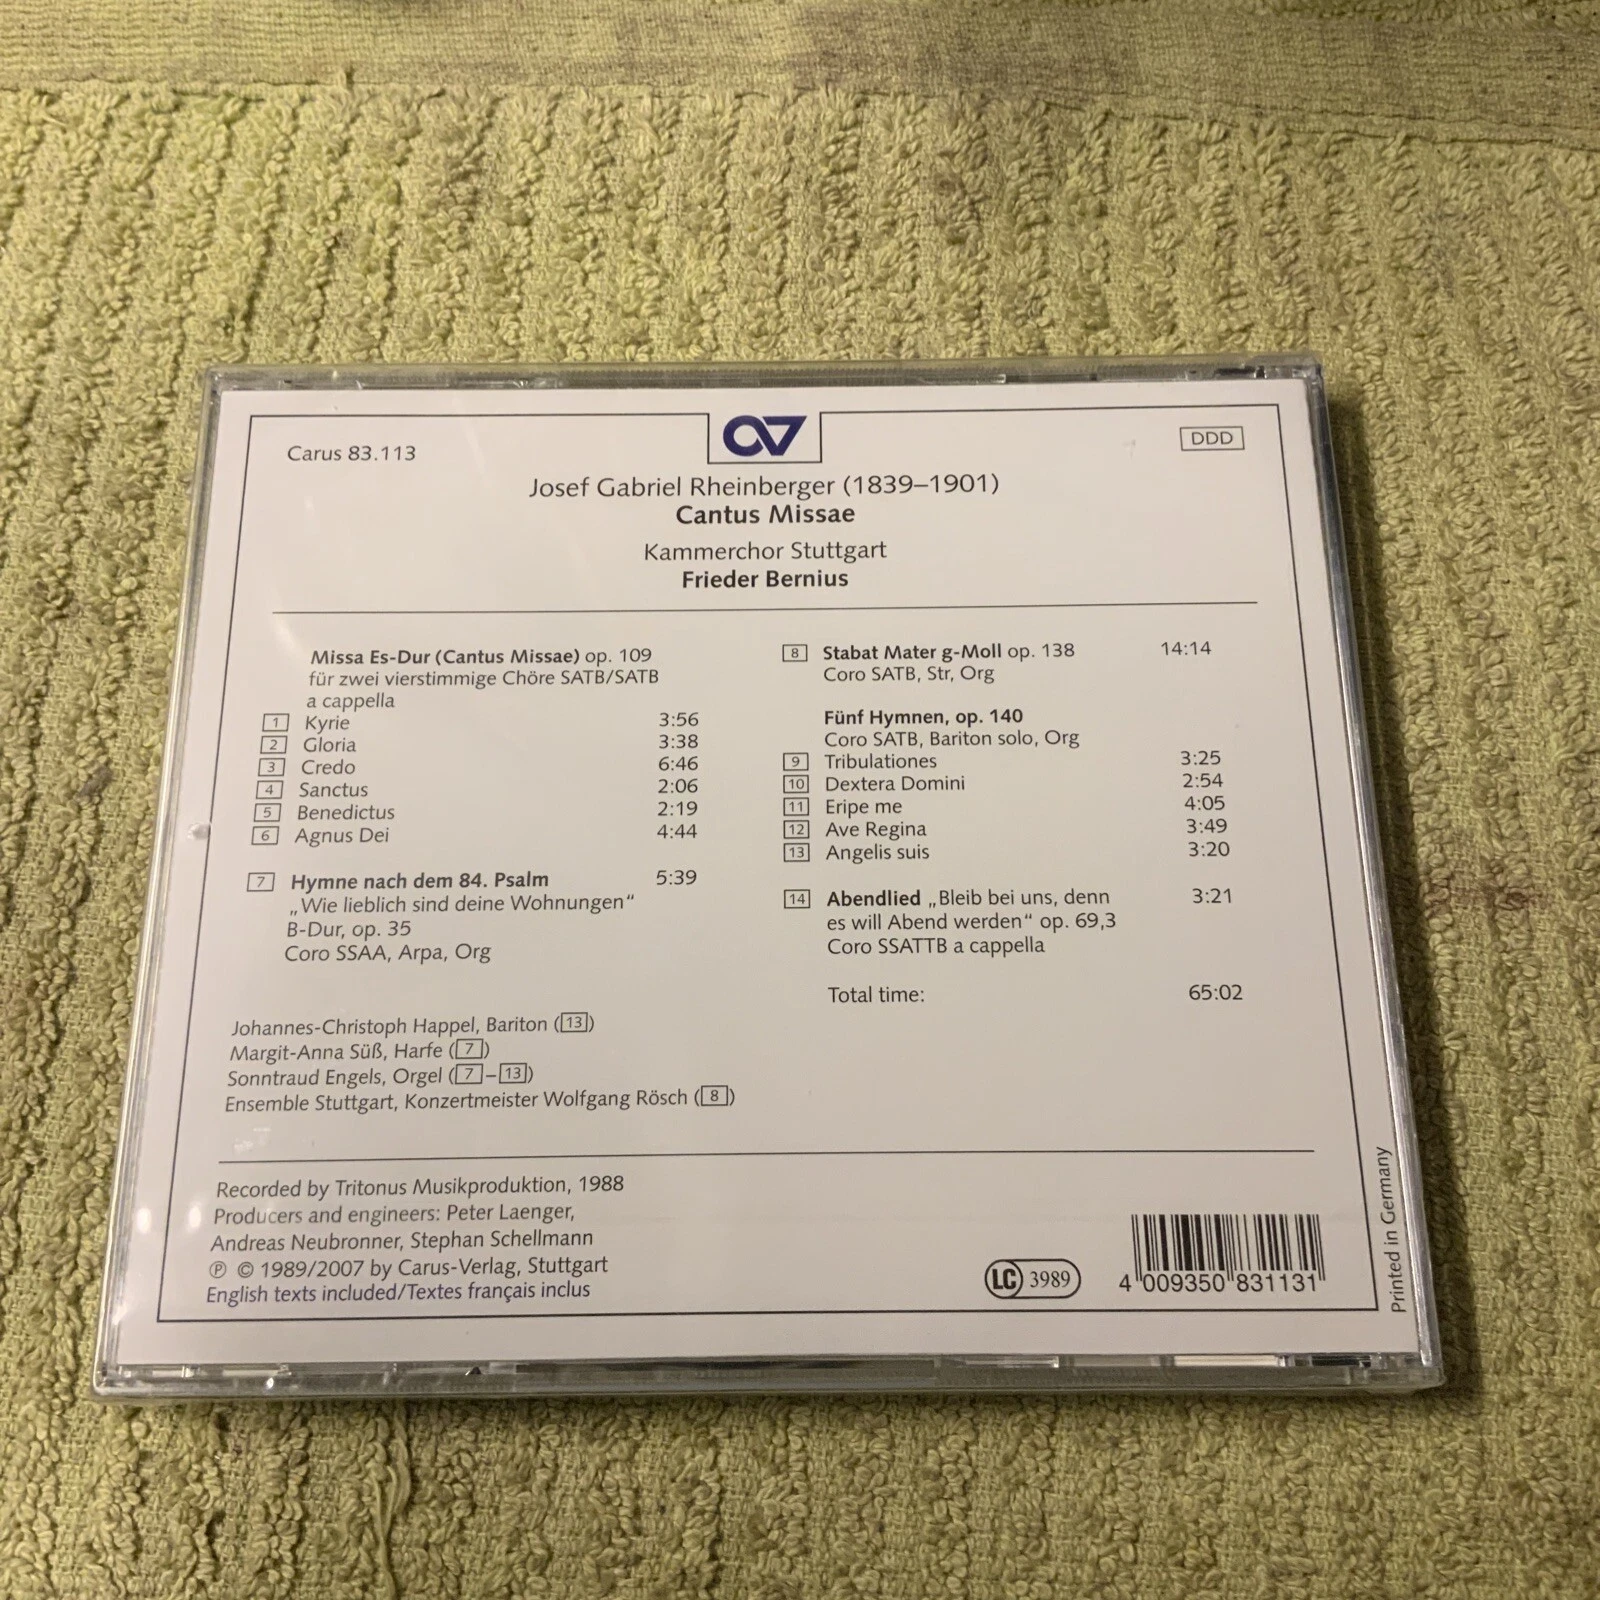 Carus 83.113
DDD
Josef Gabriel Rheinberger (1839–1901)
Cantus Missae
Kammerchor Stuttgart
Frieder Bernius
Missa Es-Dur (Cantus Missae) op. 109
für zwei vierstimmige Chöre SATB/SATB
a cappella
1 Kyrie 3:56
2 Gloria 3:38
3 Credo 6:46
4 Sanctus 2:06
5 Benedictus 2:19
6 Agnus Dei 4:44
7 Hymne nach dem 84. Psalm 5:39
„Wie lieblich sind deine Wohnungen“
B-Dur, op. 35
Coro SSAA, Arpa, Org
8 Stabat Mater g-Moll op. 138 14:14
Coro SATB, Str, Org
Fünf Hymnen, op. 140
Coro SATB, Bariton solo, Org
9 Tribulationes 3:25
10 Dextera Domini 2:54
11 Eripe me 4:05
12 Ave Regina 3:49
13 Angelis suis 3:20
14 Abendlied „Bleib bei uns, denn 3:21
es will Abend werden“ op. 69,3
Coro SSATTB a cappella
Total time: 65:02
Johannes-Christoph Happel, Bariton (13)
Margit-Anna Süß, Harfe (7)
Sonntraud Engels, Orgel (7–13)
Ensemble Stuttgart, Konzertmeister Wolfgang Rösch (8)
Recorded by Tritonus Musikproduktion, 1988
Producers and engineers: Peter Laenger,
Andreas Neubronner, Stephan Schellmann
℗ © 1989/2007 by Carus-Verlag, Stuttgart
English texts included/Textes français inclus
LC 3989
4 009350 831131
Printed in Germany